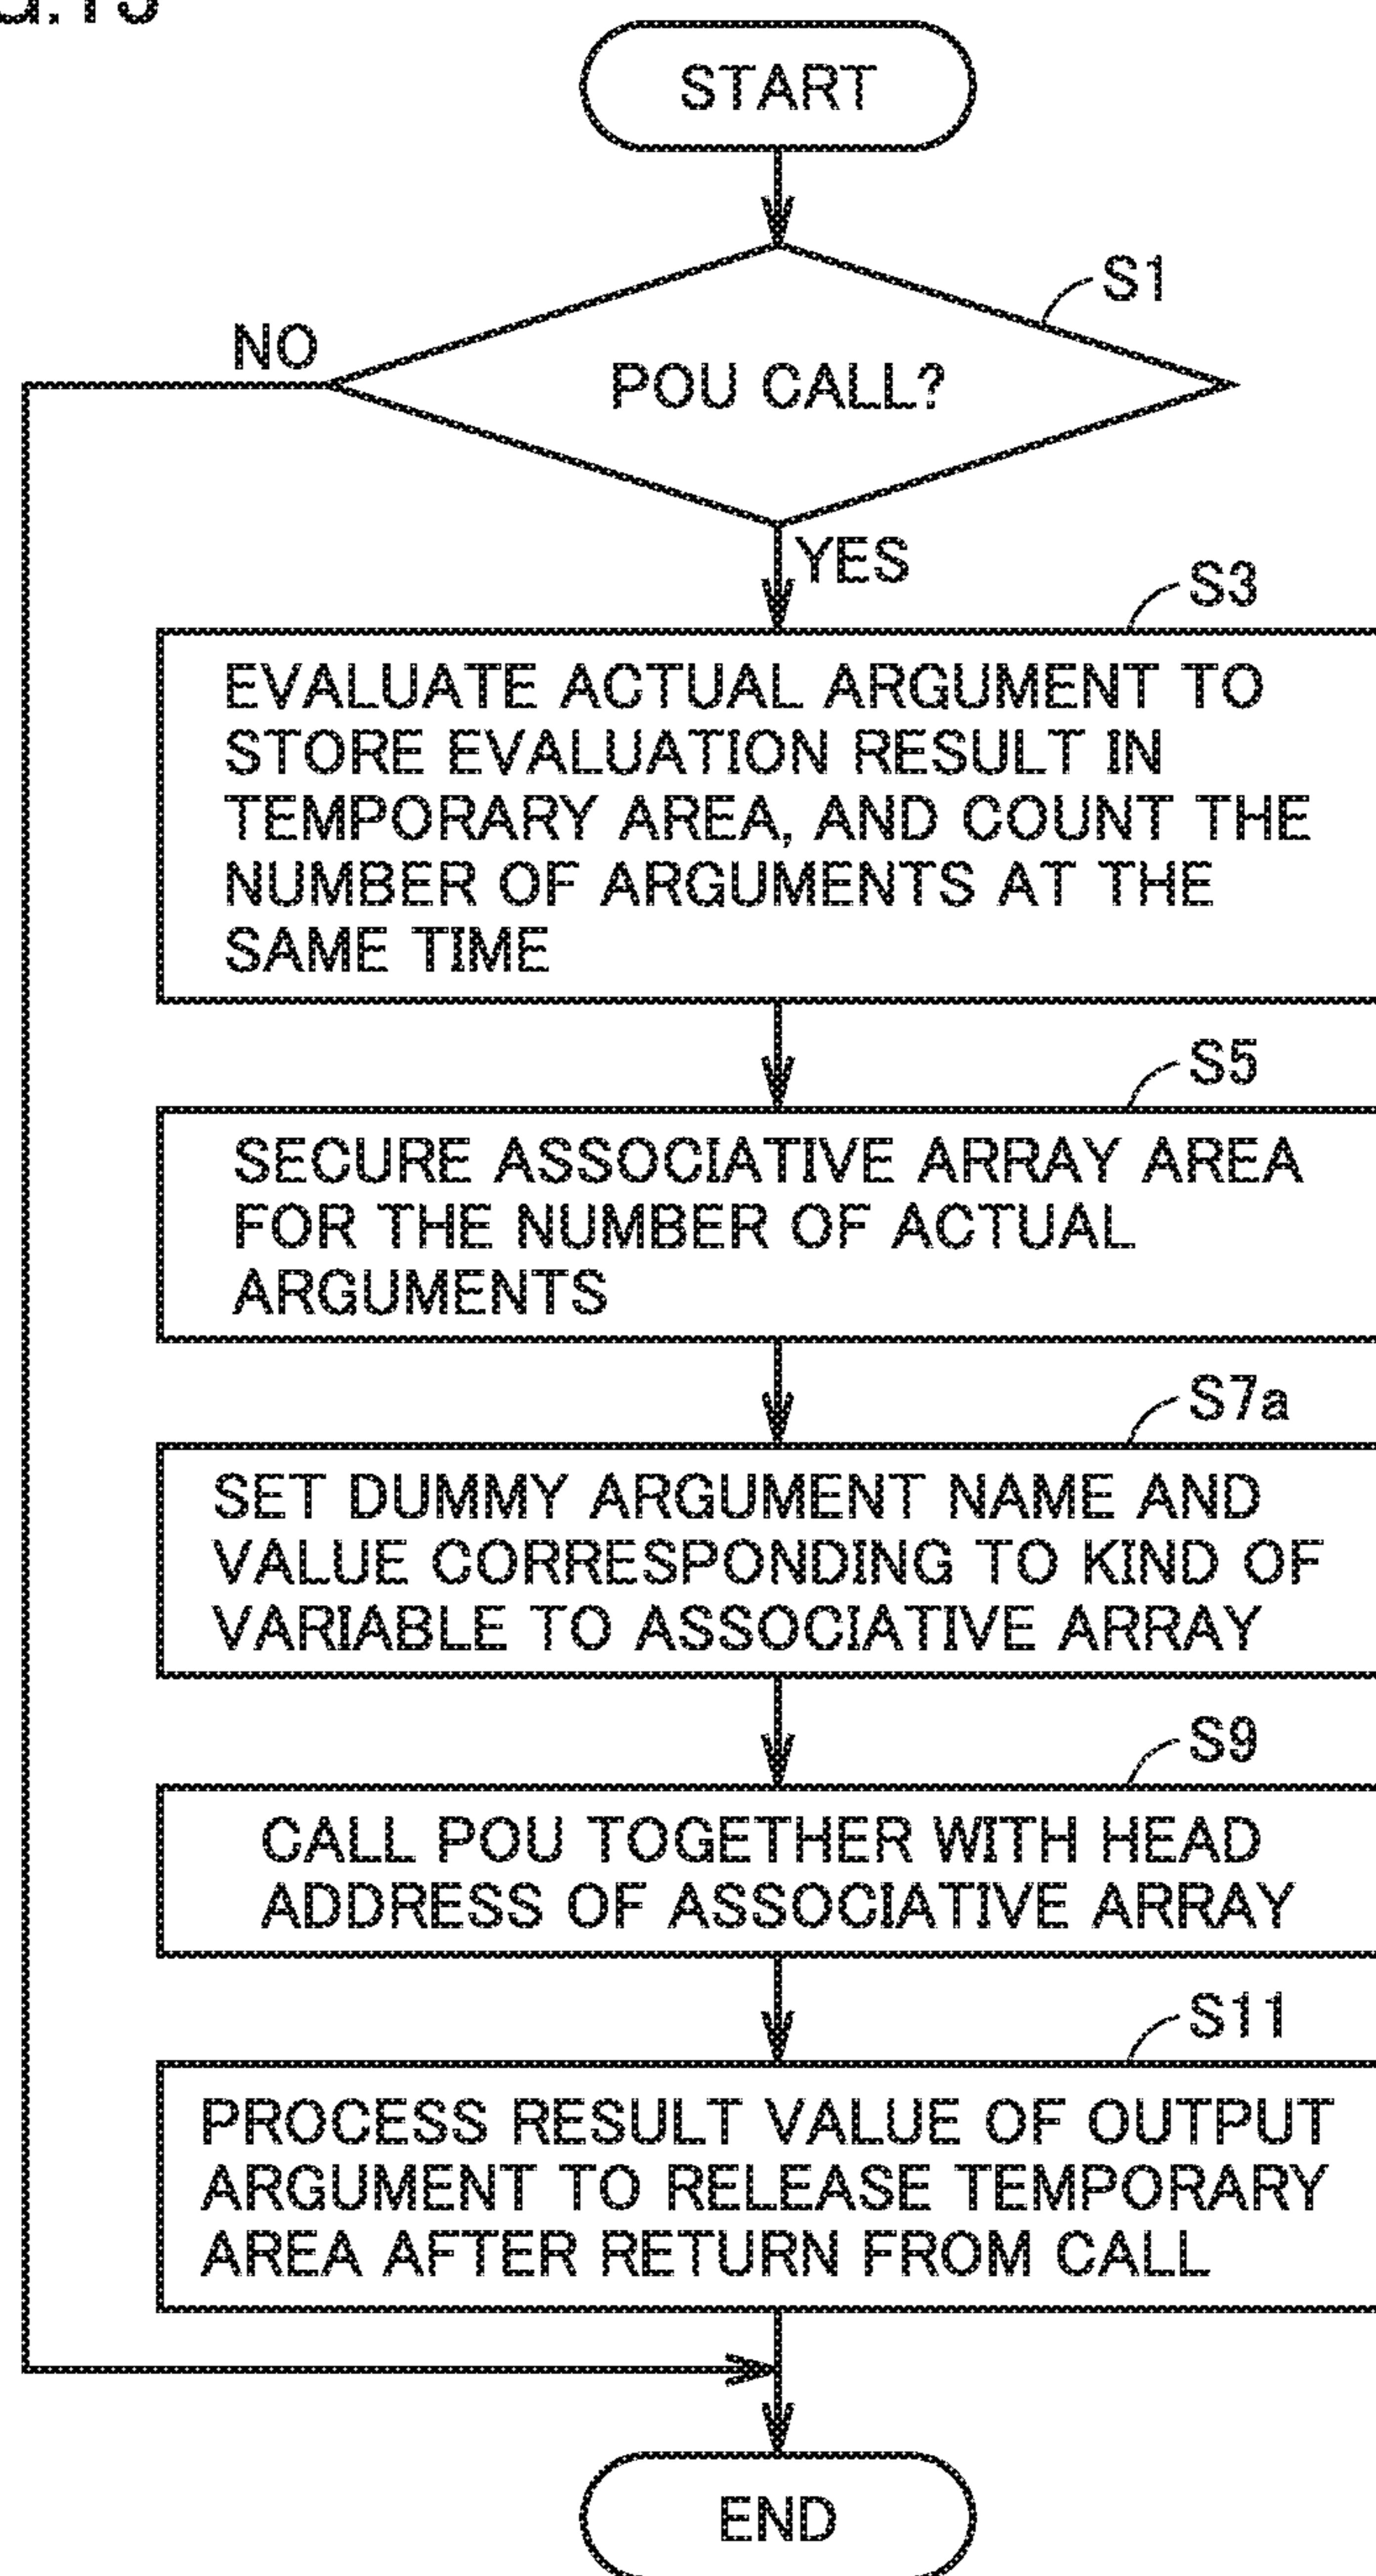 START
S1
NO
POU CALL?
YES
S3
EVALUATE ACTUAL ARGUMENT TO
STORE EVALUATION RESULT IN
TEMPORARY AREA, AND COUNT THE
NUMBER OF ARGUMENTS AT THE
SAME TIME
S5
SECURE ASSOCIATIVE ARRAY AREA
FOR THE NUMBER OF ACTUAL
ARGUMENTS
S7a
SET DUMMY ARGUMENT NAME AND
VALUE CORRESPONDING TO KIND OF
VARIABLE TO ASSOCIATIVE ARRAY
S9
CALL POU TOGETHER WITH HEAD
ADDRESS OF ASSOCIATIVE ARRAY
S11
PROCESS RESULT VALUE OF OUTPUT
ARGUMENT TO RELEASE TEMPORARY
AREA AFTER RETURN FROM CALL
END